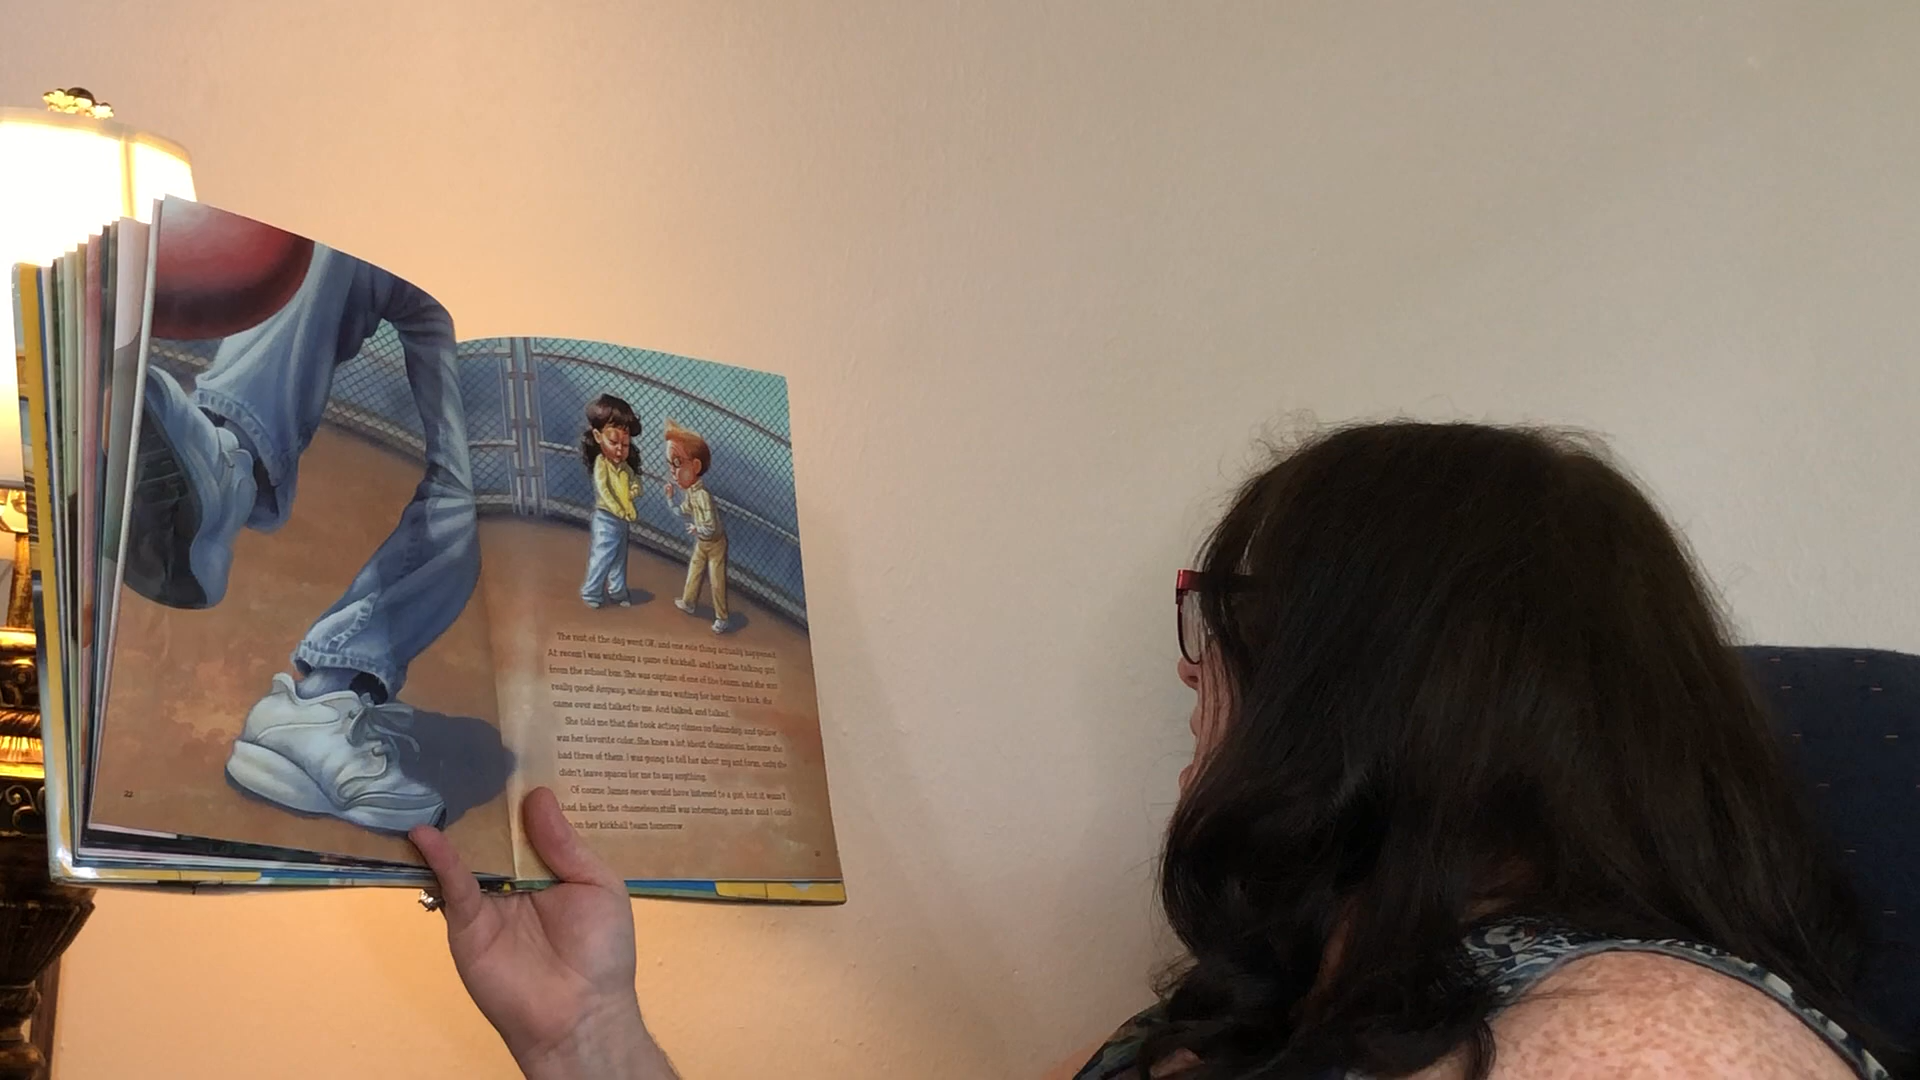 22
The rest of the day went OK, and one nice thing actually happened.
At recess I was watching a game of kickball, and I saw the talking girl
from the school bus. She was captain of one of the teams, and she was
really good! Anyway, while she was waiting for her turn to kick, she
came over and talked to me. And talked, and talked.
She told me that she took acting classes on Saturday, and yellow
was her favorite color. She knew a lot about chameleons, because she
had three of them. I was going to tell her about my ant farm, only she
didn't leave spaces for me to say anything.
Of course James never would have listened to a girl, but it wasn't
bad. In fact, the chameleon stuff was interesting, and she said I could
on her kickball team tomorrow.